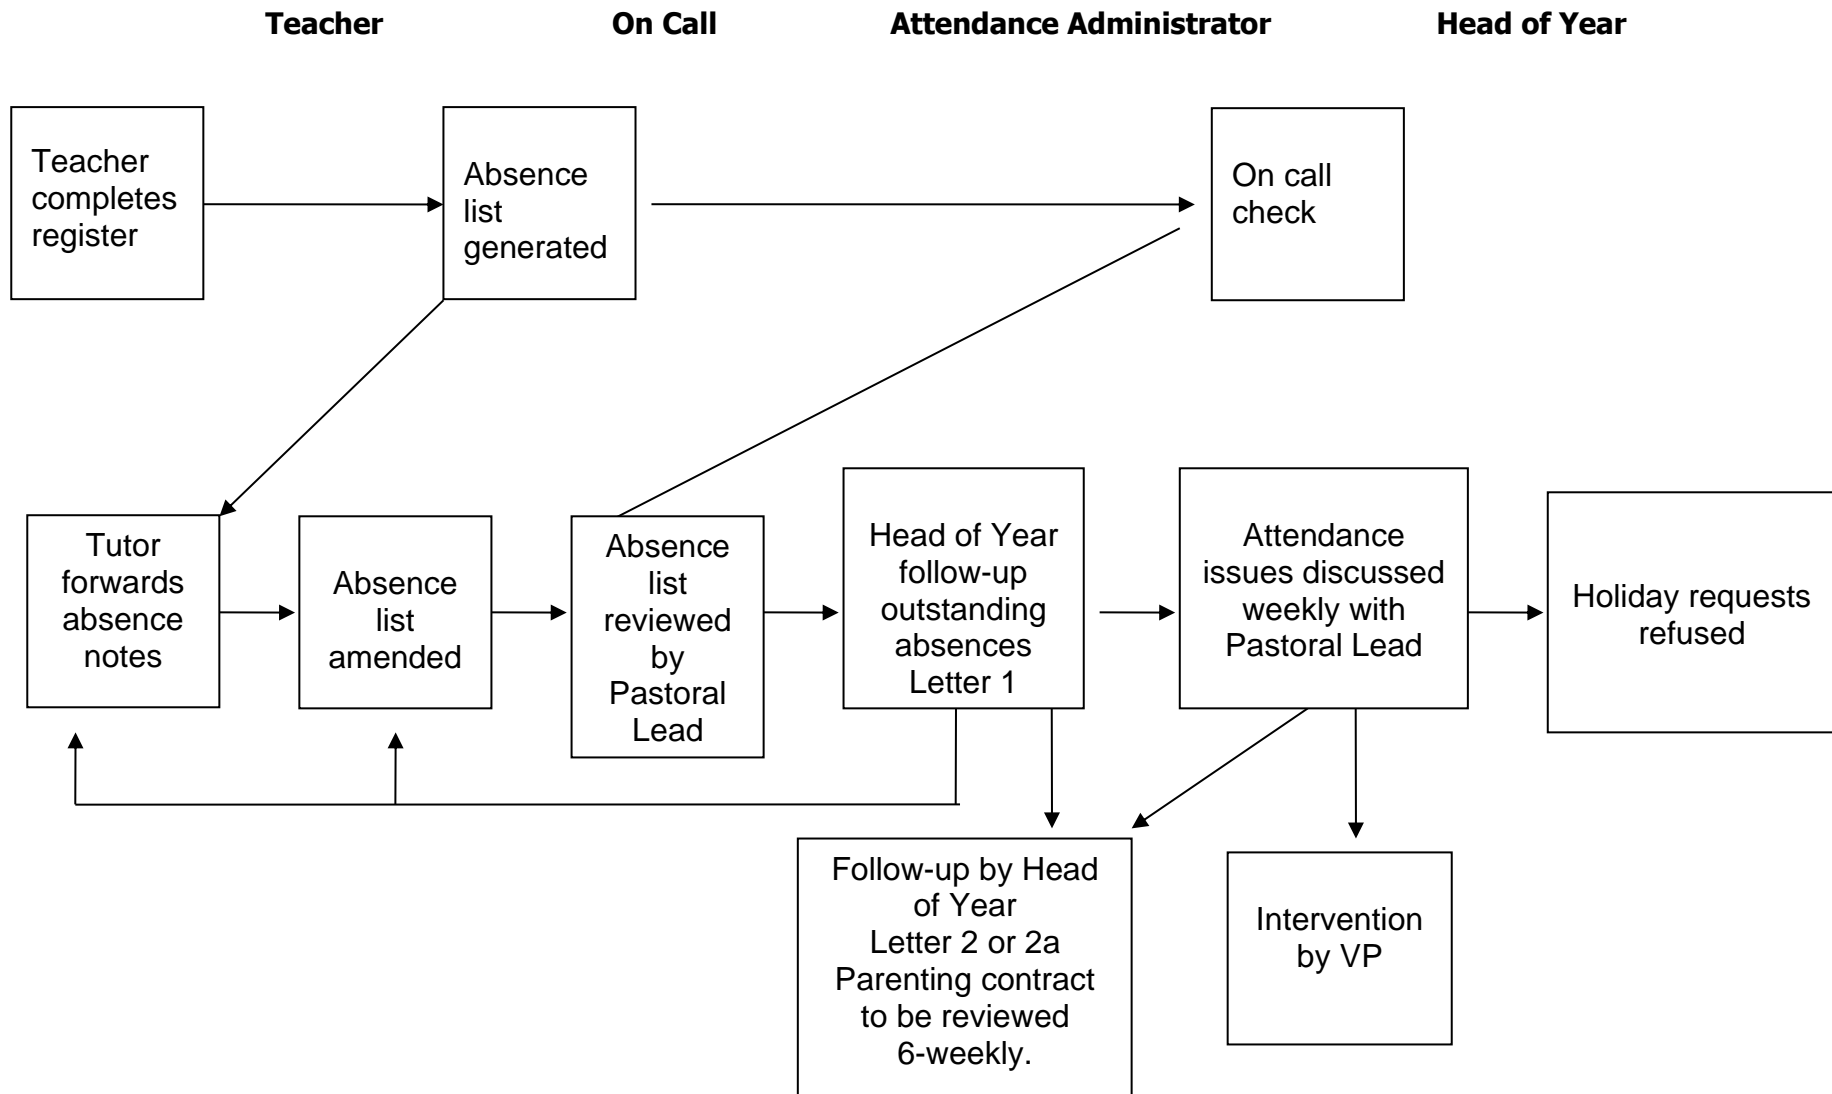 Teacher On Call Attendance Administrator Head of Year
Teacher
completes
register
Absence
list
generated
On call
check
Tutor
forwards
absence
notes
Absence
list
amended
Absence
list
reviewed
by
Pastoral
Lead
Head of Year
follow-up
outstanding
absences
Letter 1
Attendance
issues discussed
weekly with
Pastoral Lead
Holiday requests
refused
Follow-up by Head
of Year
Letter 2 or 2a
Parenting contract
to be reviewed
6-weekly.
Intervention
by VP